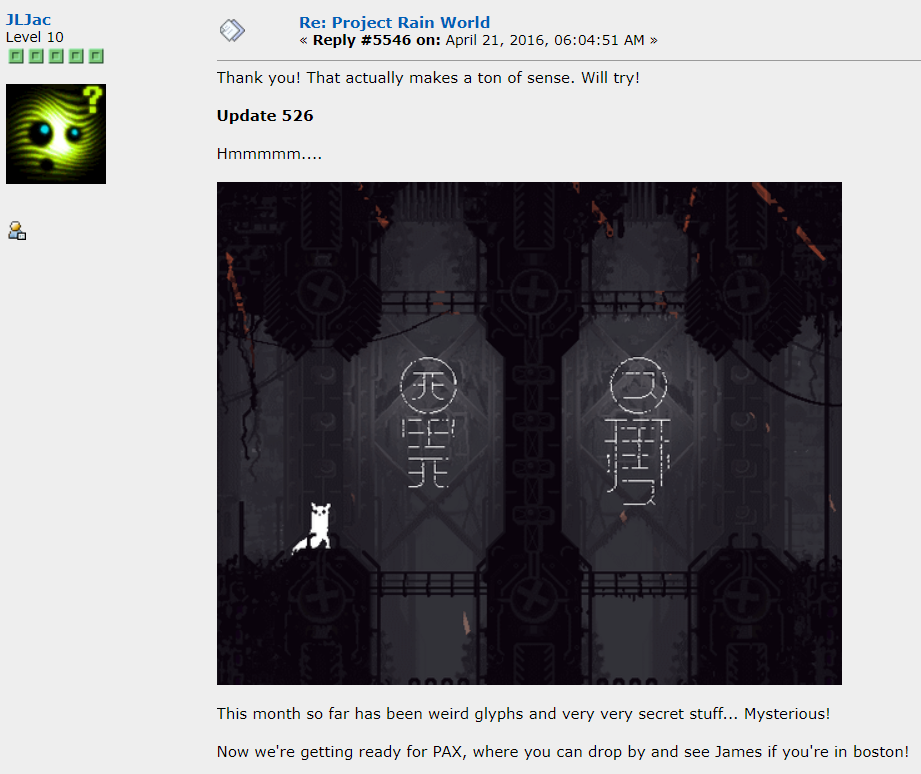 JLJac
Level 10
Re: Project Rain World
« Reply #5546 on: April 21, 2016, 06:04:51 AM »
Thank you! That actually makes a ton of sense. Will try!
Update 526
Hmmmmm....
This month so far has been weird glyphs and very very secret stuff... Mysterious!
Now we're getting ready for PAX, where you can drop by and see James if you're in boston!